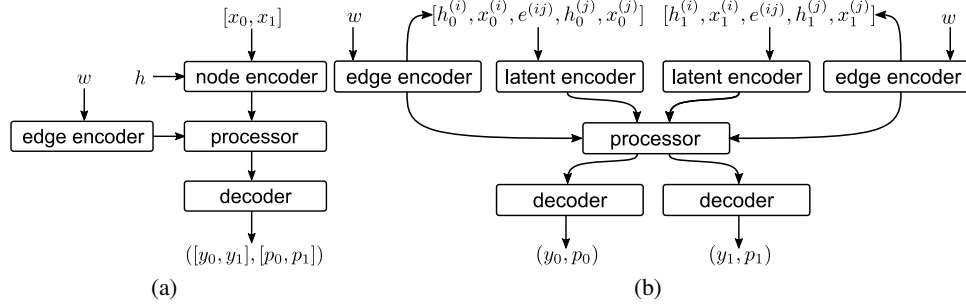 [x_0, x_1]
h
node encoder
w
edge encoder
processor
decoder
([y_0, y_1], [p_0, p_1])
(a)
w
[h_0^{(i)}, x_0^{(i)}, e^{(ij)}, h_0^{(j)}, x_0^{(j)}]
[h_1^{(i)}, x_1^{(i)}, e^{(ij)}, h_1^{(j)}, x_1^{(j)}]
w
edge encoder
latent encoder
latent encoder
edge encoder
processor
decoder
decoder
(y_0, p_0)
(y_1, p_1)
(b)